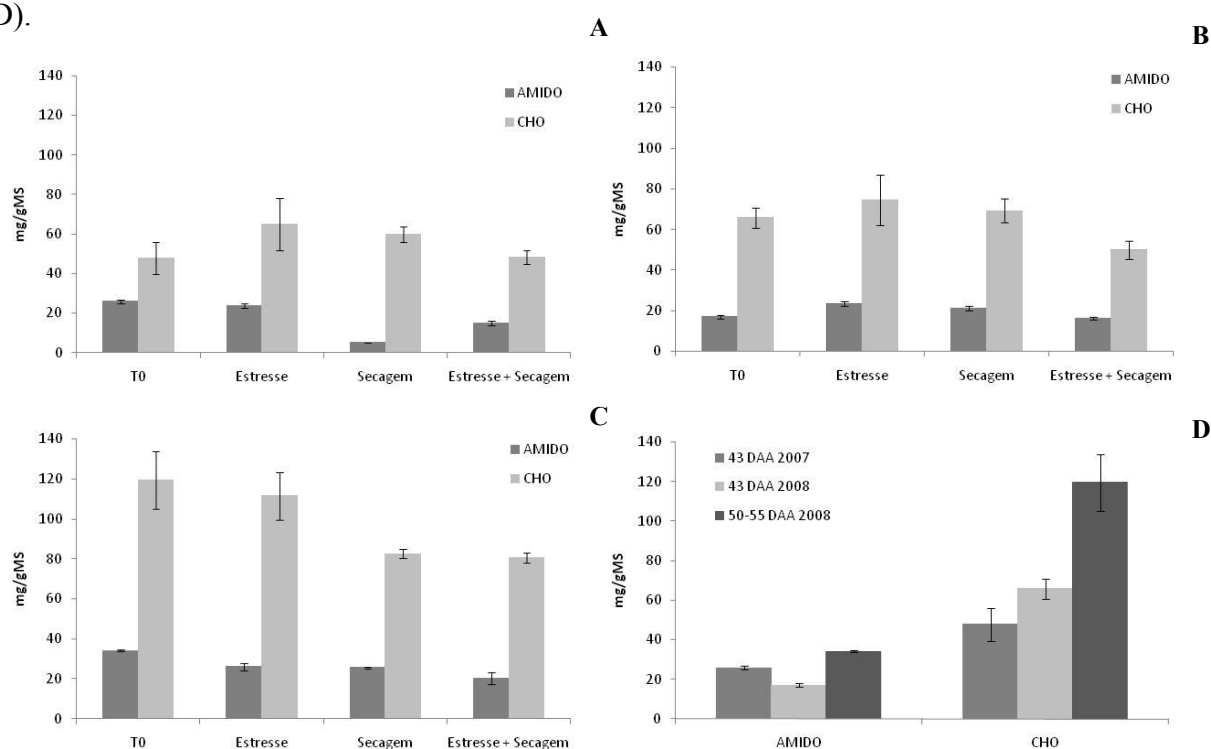 D).
A
140
120
100
80
60
40
20
0
mg/gMS
AMIDO
CHO
T0 Estresse Secagem Estresse + Secagem
B
140
120
100
80
60
40
20
0
mg/gMS
AMIDO
CHO
T0 Estresse Secagem Estresse + Secagem
C
140
120
100
80
60
40
20
0
mg/gMS
AMIDO
CHO
T0 Estresse Secagem Estresse + Secagem
D
140
120
100
80
60
40
20
0
mg/gMS
43 DAA 2007
43 DAA 2008
50-55 DAA 2008
AMIDO CHO